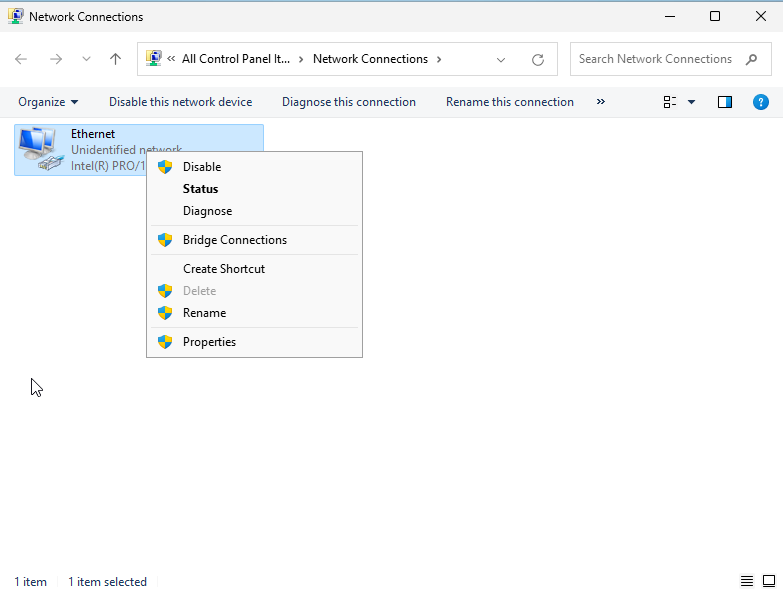 Network Connections
« All Control Panel It... > Network Connections >
Search Network Connections
Organize
Disable this network device
Diagnose this connection
Rename this connection
»
Ethernet
Unidentified network
Intel(R) PRO/1
Disable
Status
Diagnose
Bridge Connections
Create Shortcut
Delete
Rename
Properties
1 item
1 item selected